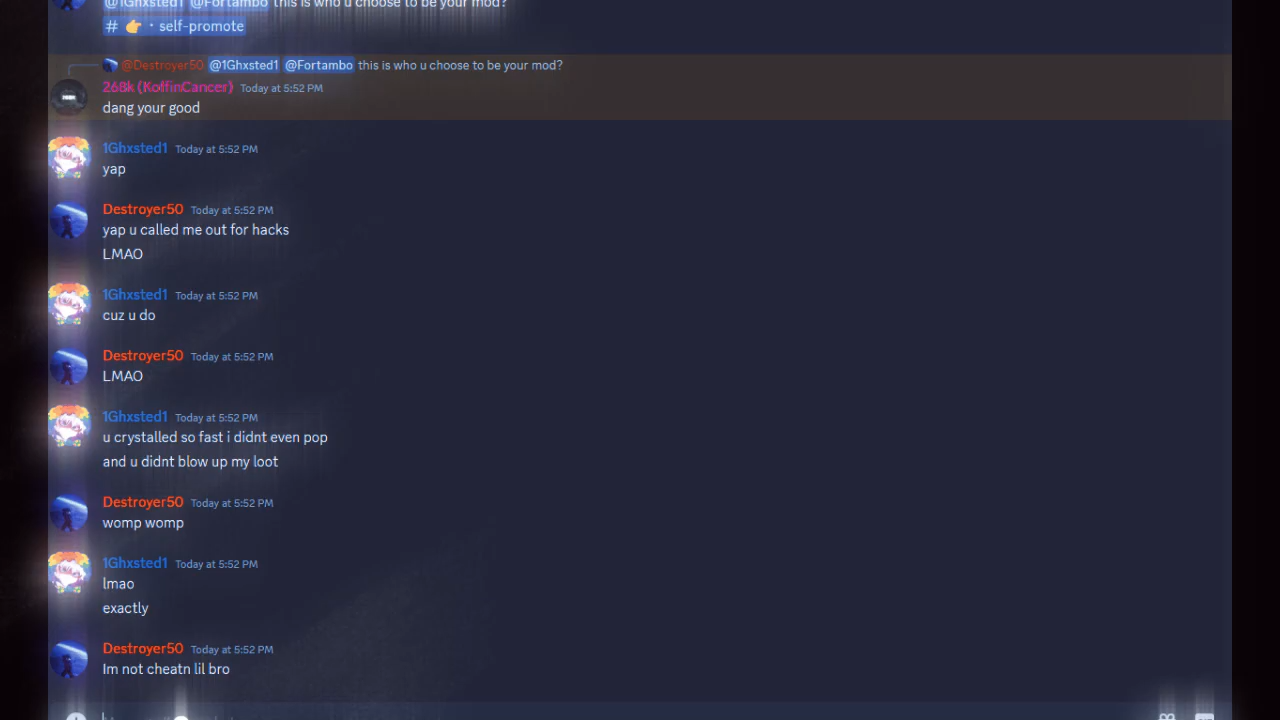 @1Ghxsted1 @Fortambo this is who u choose to be your mod?
# 👉・self-promote
@Destroyer50 @1Ghxsted1 @Fortambo this is who u choose to be your mod?
268k (KoffinCancer) Today at 5:52 PM
dang your good
1Ghxsted1 Today at 5:52 PM
yap
Destroyer50 Today at 5:52 PM
yap u called me out for hacks
LMAO
1Ghxsted1 Today at 5:52 PM
cuz u do
Destroyer50 Today at 5:52 PM
LMAO
1Ghxsted1 Today at 5:52 PM
u crystalled so fast i didnt even pop
and u didnt blow up my loot
Destroyer50 Today at 5:52 PM
womp womp
1Ghxsted1 Today at 5:52 PM
lmao
exactly
Destroyer50 Today at 5:52 PM
Im not cheatn lil bro